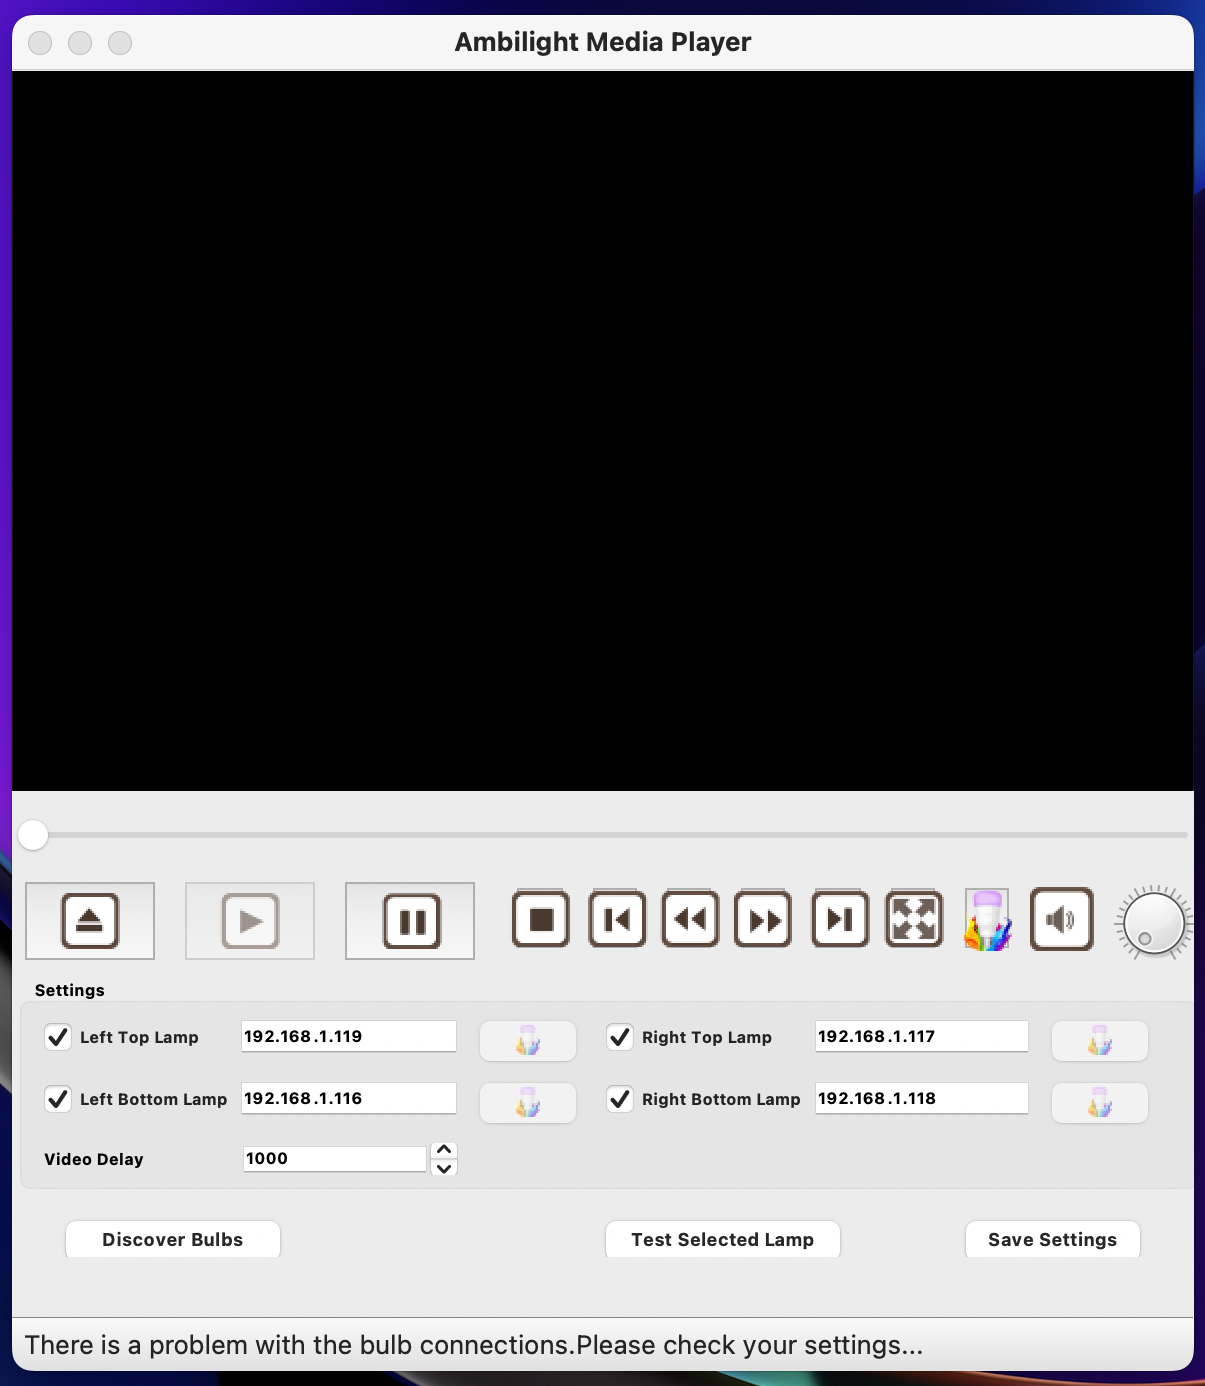 Ambilight Media Player
Settings
Left Top Lamp 192.168.1.119 Right Top Lamp 192.168.1.117
Left Bottom Lamp 192.168.1.116 Right Bottom Lamp 192.168.1.118
Video Delay 1000
Discover Bulbs Test Selected Lamp Save Settings
There is a problem with the bulb connections.Please check your settings...